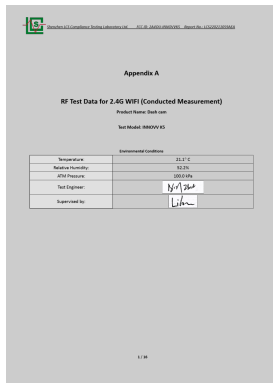 Shenzhen LCS Compliance Testing Laboratory Ltd.
Appendix A
RF Test Data for 2.4G WIFI (Conducted Measurement)
Product Name: Dash cam
Test Model: INNOVV K5
Environmental Conditions
Temperature: 21.1° C
Relative Humidity: 52.2%
ATM Pressure: 100.0 kPa
Test Engineer:
Supervised by:
1 / 16